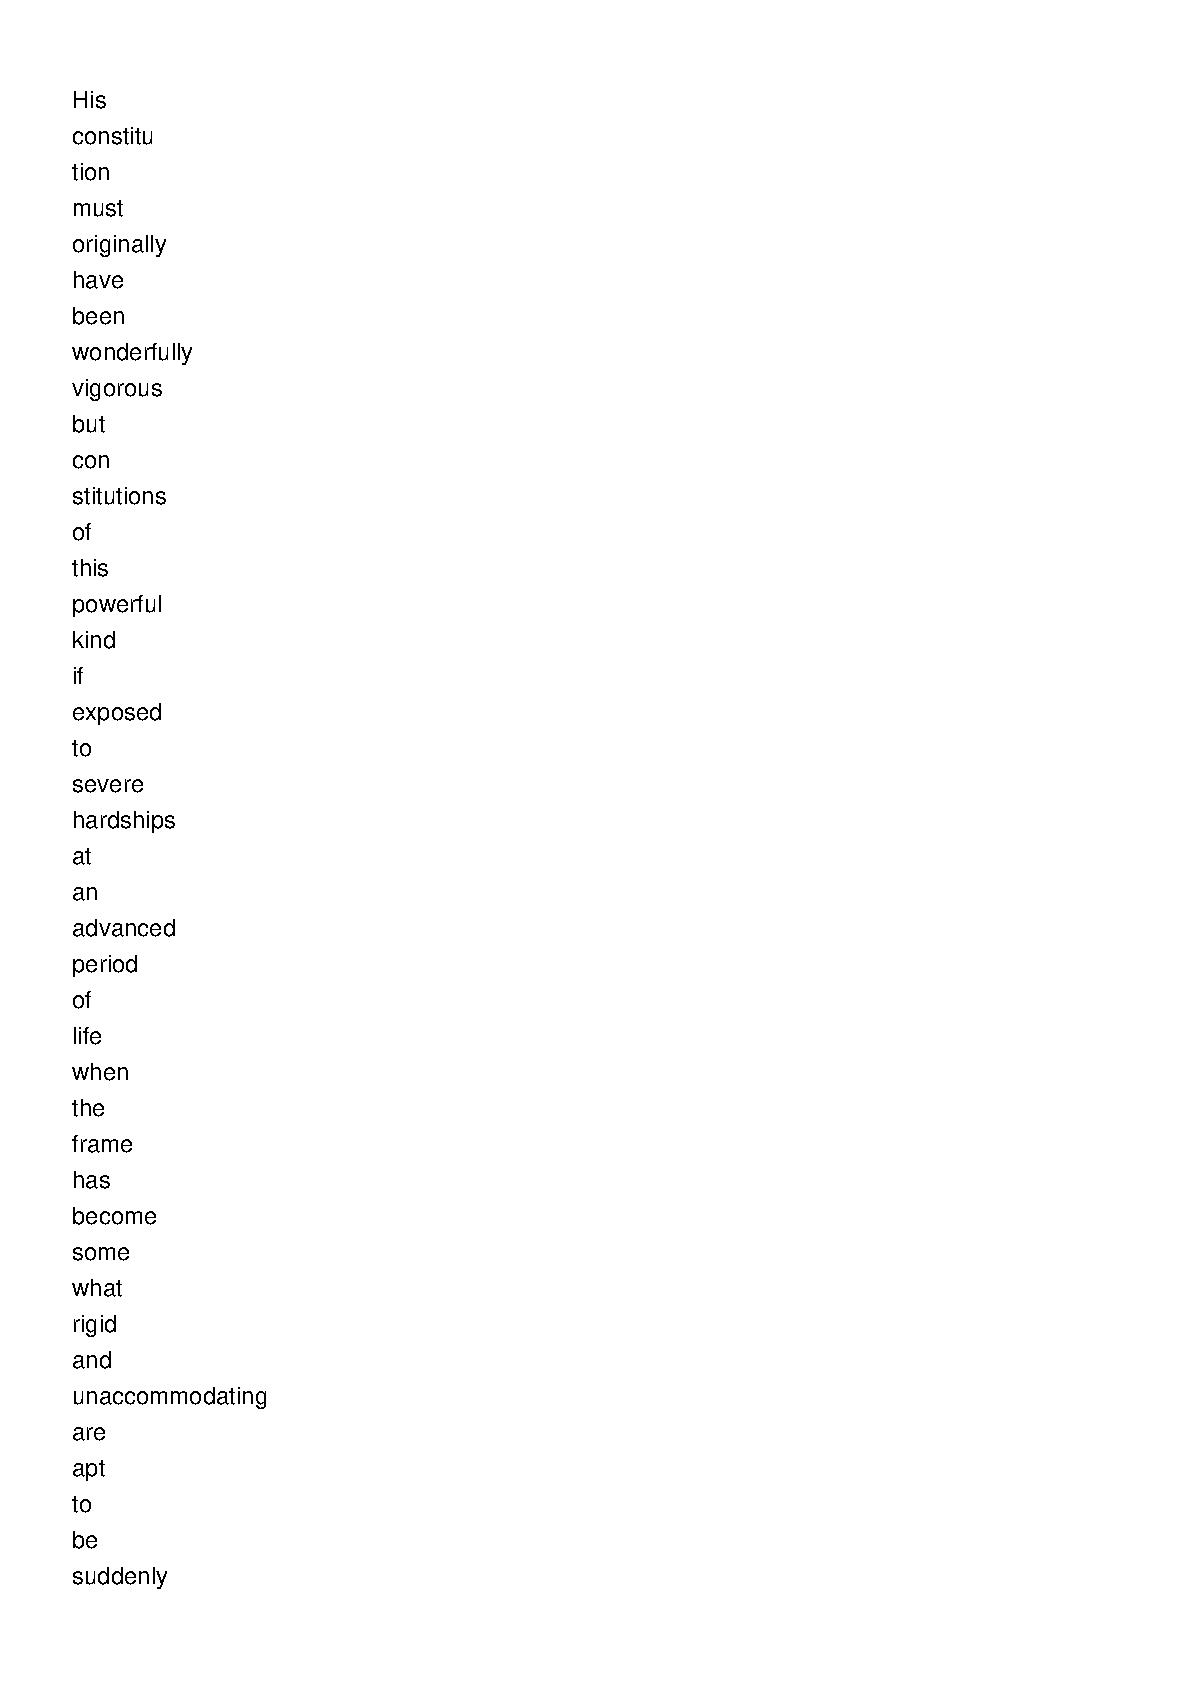 His
constitu
tion
must
originally
have
been
wonderfully
vigorous
but
con
stitutions
of
this
powerful
kind
if
exposed
to
severe
hardships
at
an
advanced
period
of
life
when
the
frame
has
become
some
what
rigid
and
unaccommodating
are
apt
to
be
suddenly